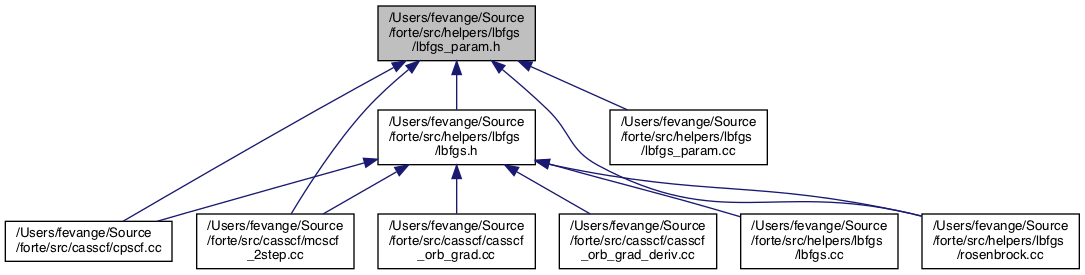 /Users/fevange/Source
/forte/src/helpers/lbfgs
/lbfgs_param.h
/Users/fevange/Source
/forte/src/helpers/lbfgs
/lbfgs.h
/Users/fevange/Source
/forte/src/helpers/lbfgs
/lbfgs_param.cc
/Users/fevange/Source
/forte/src/casscf/cpscf.cc
/Users/fevange/Source
/forte/src/casscf/mcscf
_2step.cc
/Users/fevange/Source
/forte/src/casscf/casscf
_orb_grad.cc
/Users/fevange/Source
/forte/src/casscf/casscf
_orb_grad_deriv.cc
/Users/fevange/Source
/forte/src/helpers/lbfgs
/lbfgs.cc
/Users/fevange/Source
/forte/src/helpers/lbfgs
/rosenbrock.cc